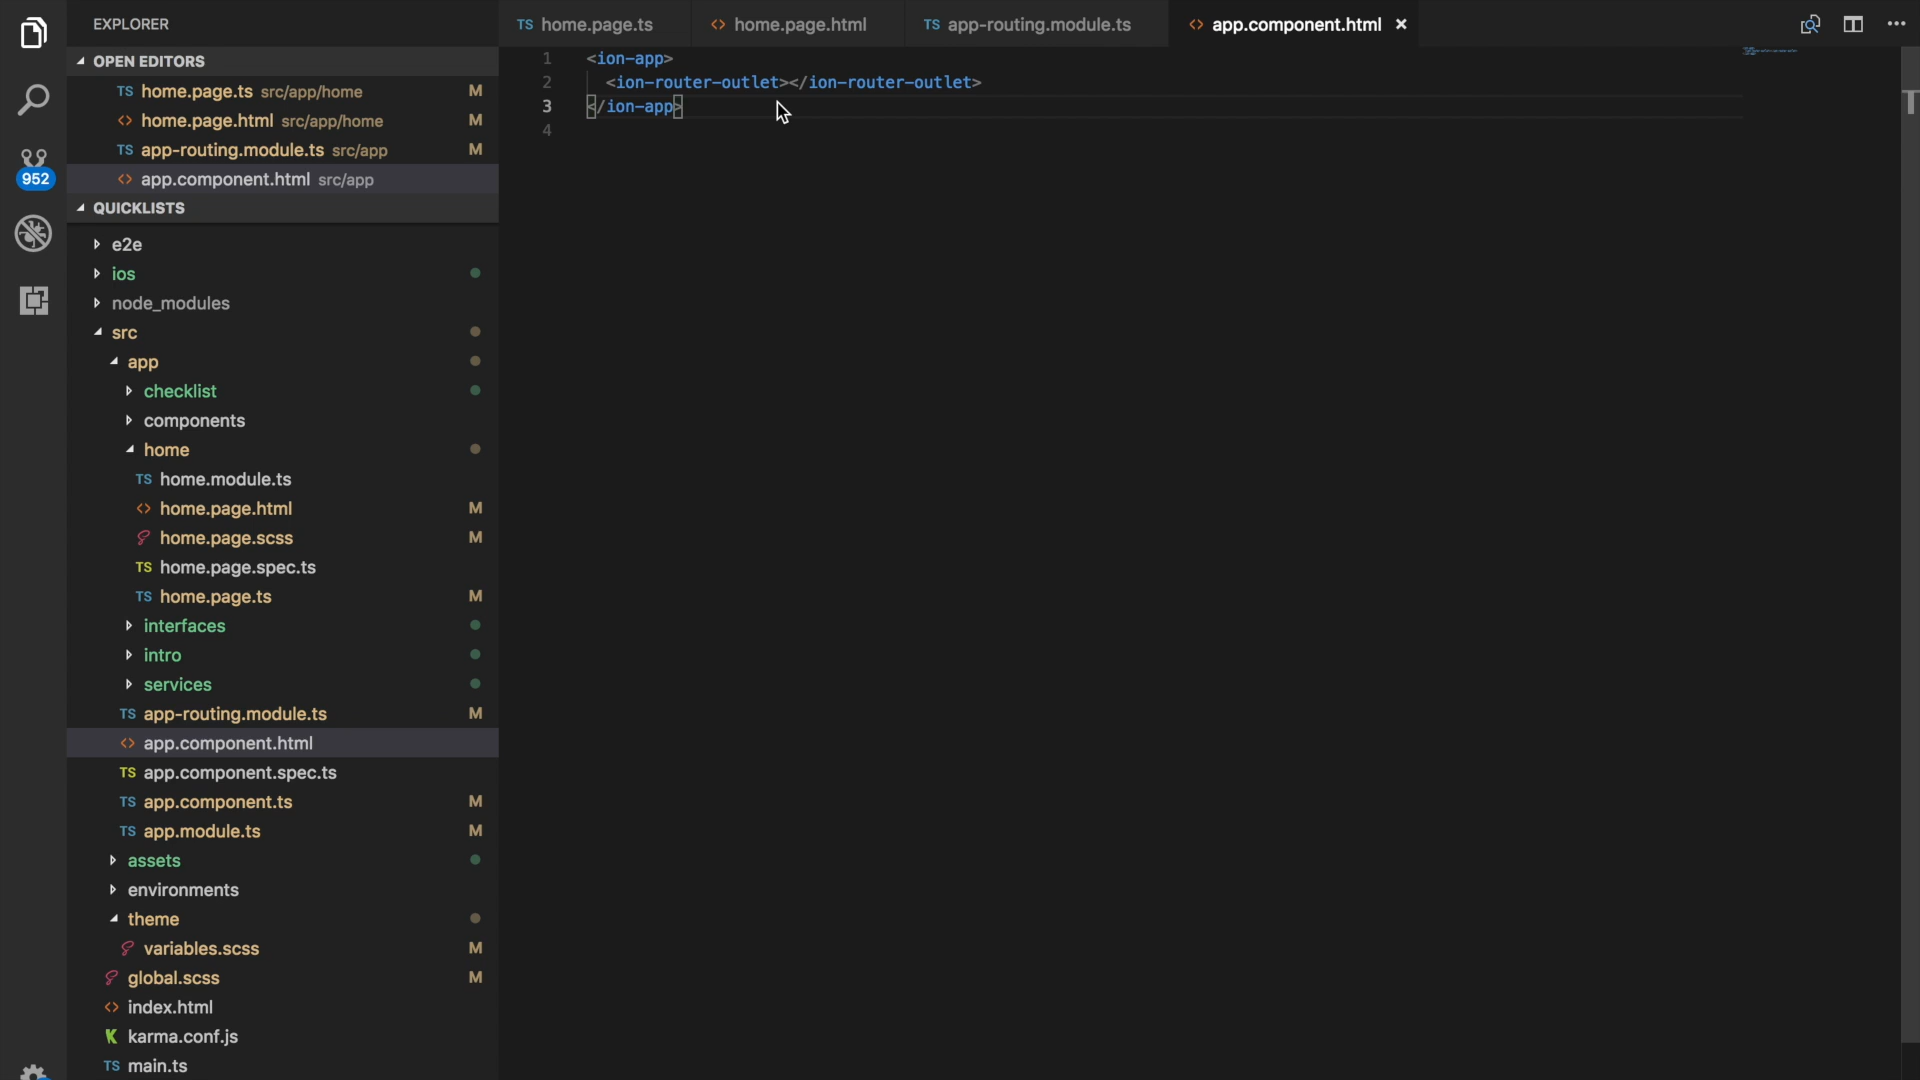 EXPLORER
OPEN EDITORS
TS home.page.ts src/app/home M
<> home.page.html src/app/home M
TS app-routing.module.ts src/app M
<> app.component.html src/app
952
QUICKLISTS
e2e
ios
node_modules
src
app
checklist
components
home
TS home.module.ts
<> home.page.html M
home.page.scss M
TS home.page.spec.ts
TS home.page.ts M
interfaces
intro
services
TS app-routing.module.ts M
<> app.component.html
TS app.component.spec.ts
TS app.component.ts M
TS app.module.ts M
assets
environments
theme
variables.scss M
global.scss M
<> index.html
K karma.conf.js
TS main.ts
TS home.page.ts
<> home.page.html
TS app-routing.module.ts
<> app.component.html ×
1 <ion-app>
2 <ion-router-outlet></ion-router-outlet>
3 </ion-app>
4